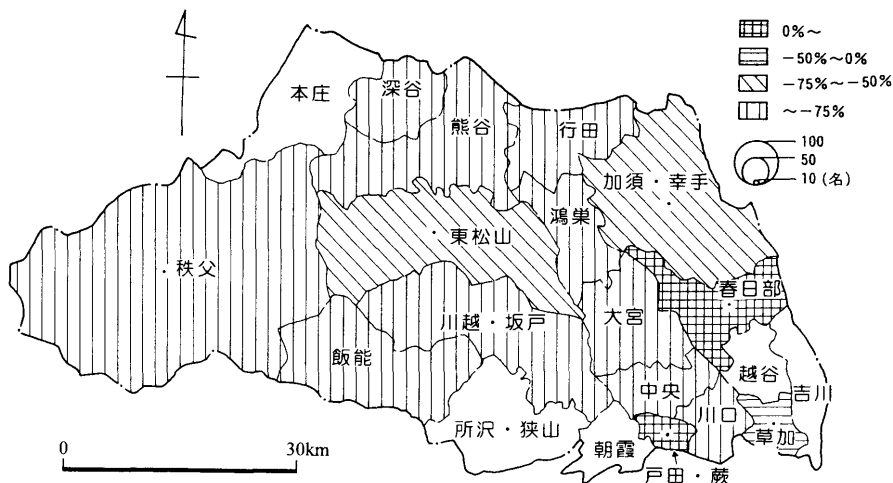 0%～
-50%～0%
-75%～-50%
～-75%
100
50
10 (名)
本庄
深谷
熊谷
行田
加須・幸手
鴻巣
東松山
秩父
春日部
大宮
川越・坂戸
飯能
越谷
吉川
中央
川口
草加
所沢・狭山
朝霞
戸田・蕨
0
30km